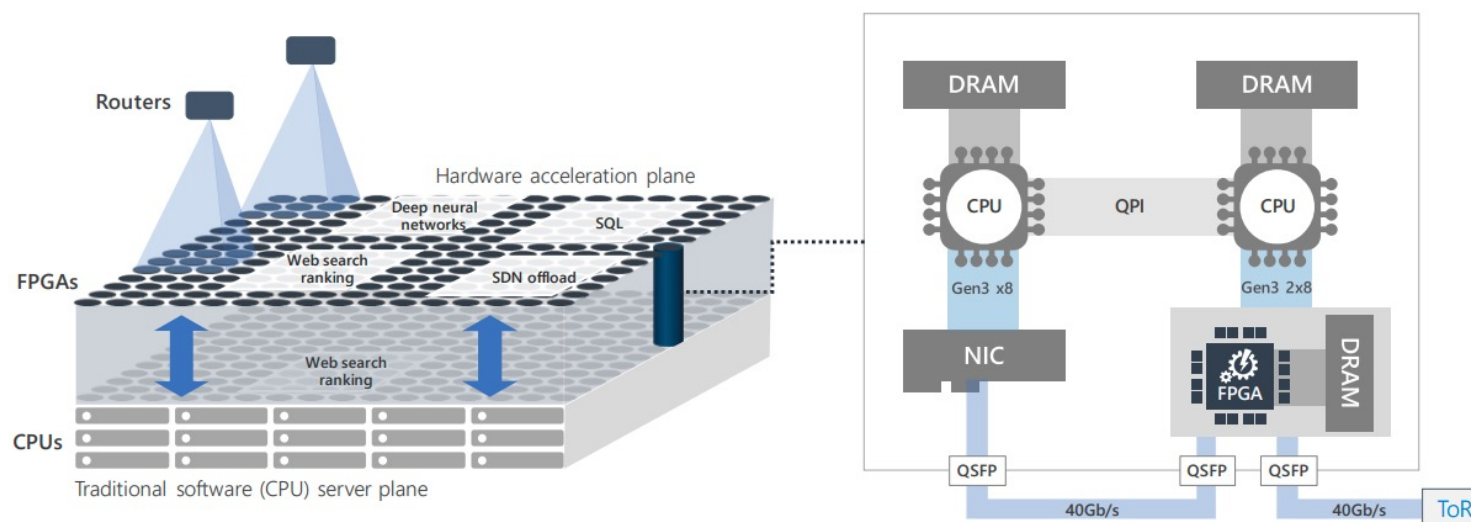 Routers
Hardware acceleration plane
Deep neural
networks
SQL
Web search
ranking
SDN offload
FPGAs
Web search
ranking
CPUs
Traditional software (CPU) server plane
DRAM
DRAM
CPU
QPI
CPU
Gen3 x8
Gen3 2x8
NIC
FPGA
DRAM
QSFP
QSFP
QSFP
40Gb/s
40Gb/s
ToR